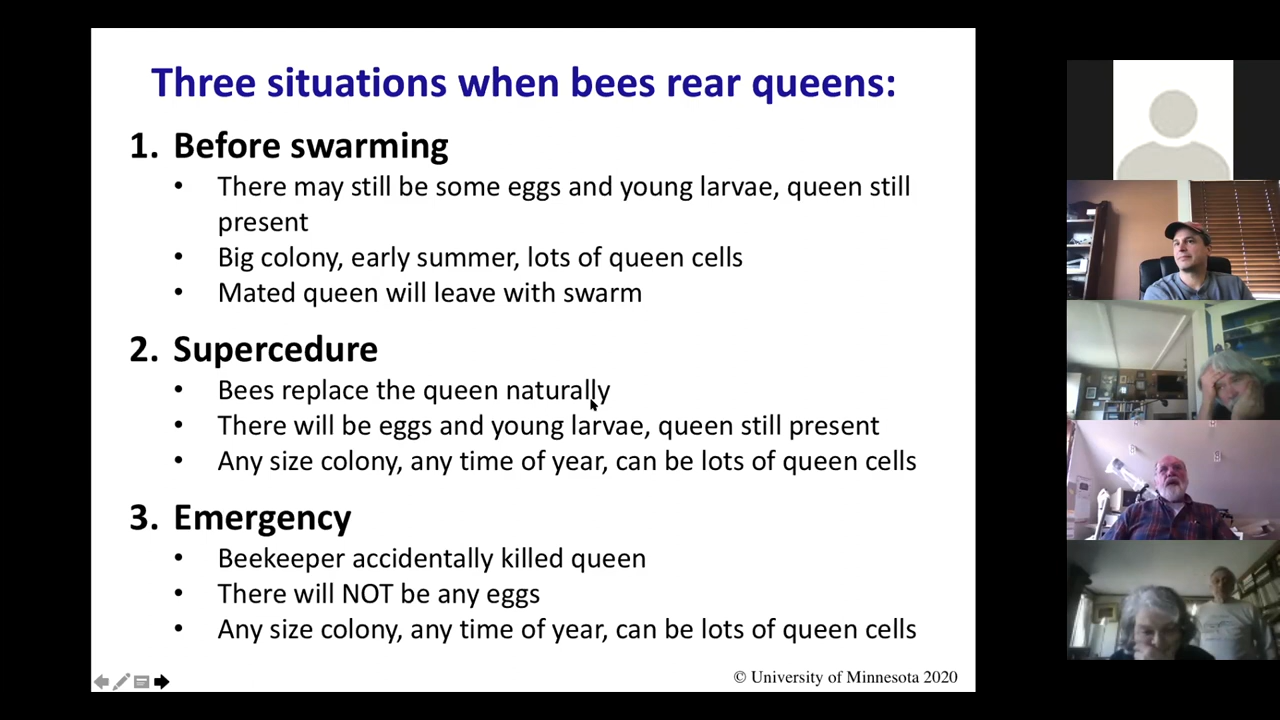 Three situations when bees rear queens:
1. Before swarming
• There may still be some eggs and young larvae, queen still
present
• Big colony, early summer, lots of queen cells
• Mated queen will leave with swarm
2. Supercedure
• Bees replace the queen naturally
• There will be eggs and young larvae, queen still present
• Any size colony, any time of year, can be lots of queen cells
3. Emergency
• Beekeeper accidentally killed queen
• There will NOT be any eggs
• Any size colony, any time of year, can be lots of queen cells
© University of Minnesota 2020